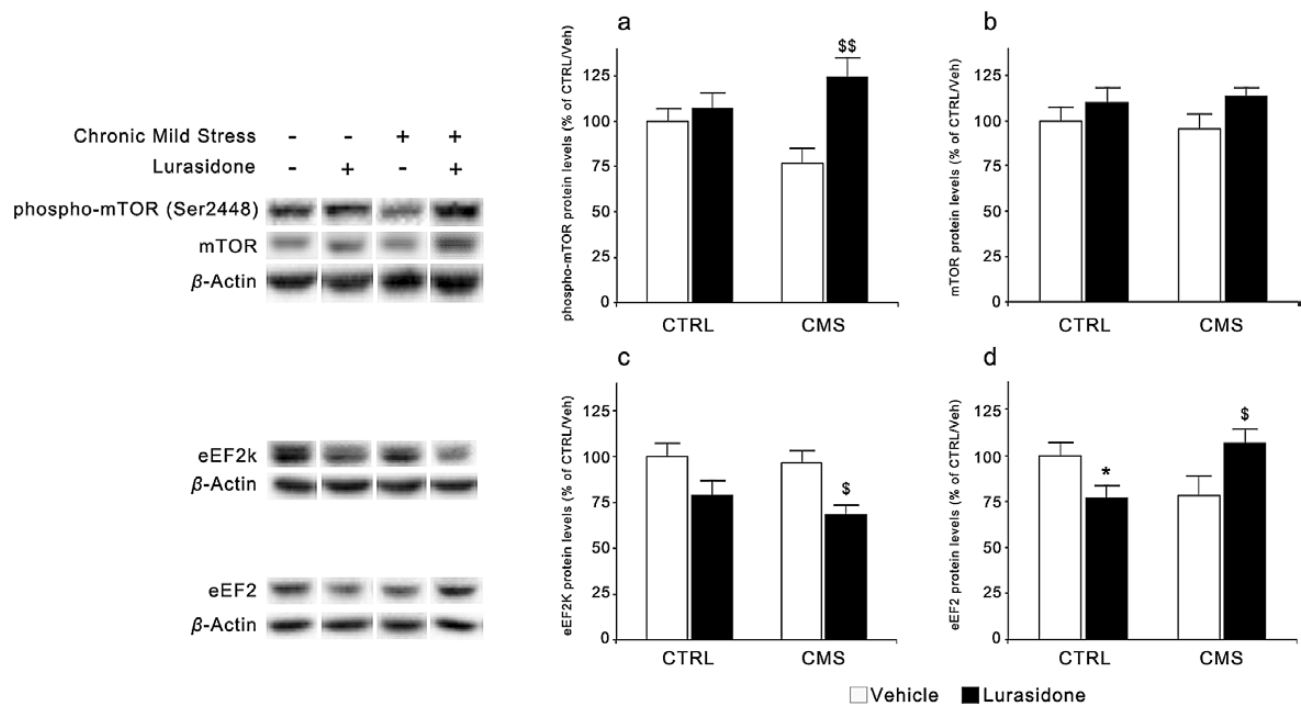 Chronic Mild Stress - - + +
Lurasidone - + - +
phospho-mTOR (Ser2448)
mTOR
β-Actin
eEF2k
β-Actin
eEF2
β-Actin
a
phospho-mTOR protein levels (% of CTRL/Veh)
125
100
75
50
25
0
$$
CTRL CMS
b
mTOR protein levels (% of CTRL/Veh)
125
100
75
50
25
0
CTRL CMS
c
eEF2K protein levels (% of CTRL/Veh)
125
100
75
50
25
0
$
CTRL CMS
d
eEF2 protein levels (% of CTRL/Veh)
125
100
75
50
25
0
* $
CTRL CMS
Vehicle Lurasidone